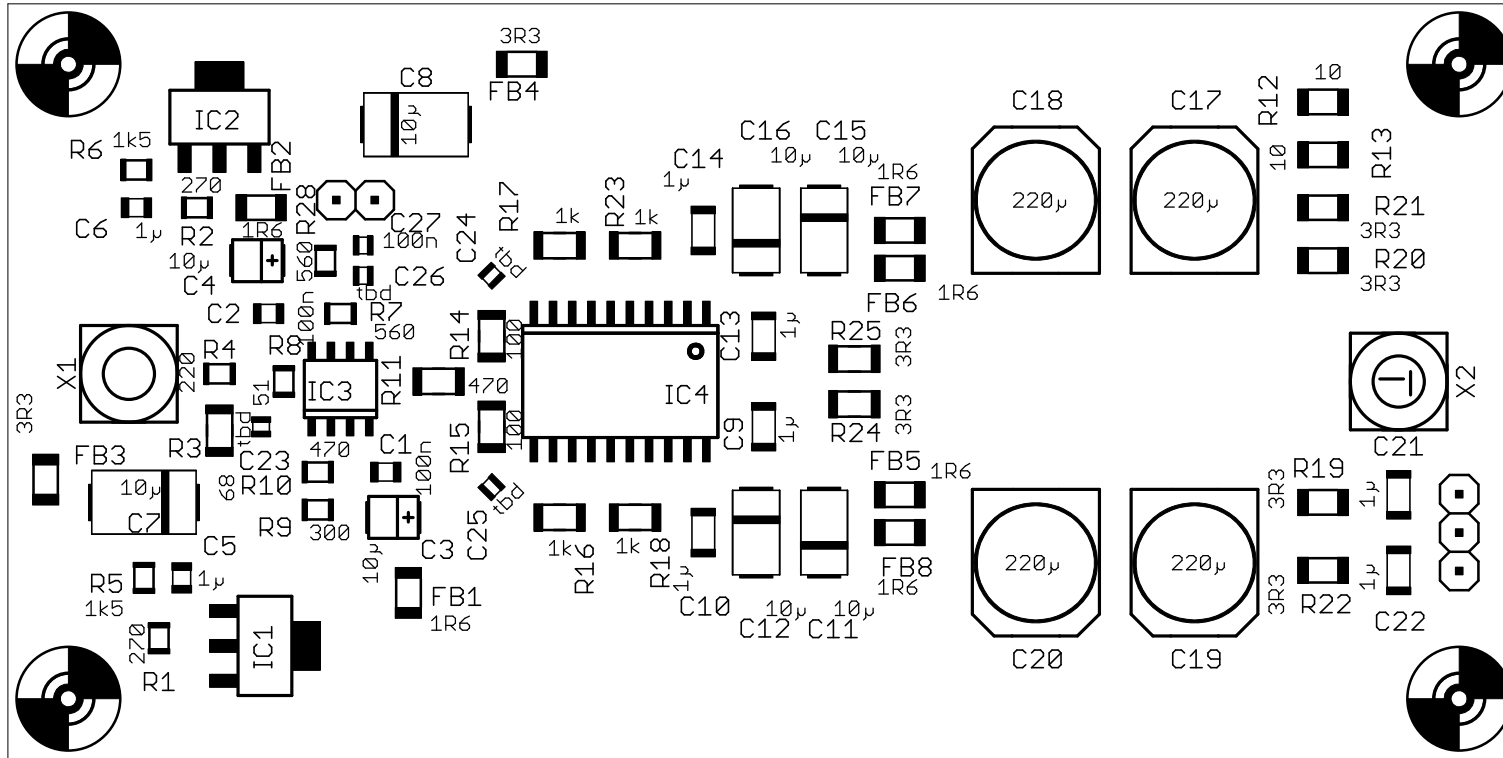 3R3
FB4
C8
10µ
IC2
R6
1k5
FB2
270
C6
1µ
R2
1R6
R28
C27
100n
560
10µ
C4
C26
tbd
C2
100n
R7
560
R8
X1
220
R4
51
IC3
R11
470
3R3
R3
tbd
68
C23
FB3
10µ
C7
470
R10
C1
100n
R9
300
10µ
C3
C5
R5
1µ
1k5
FB1
1R6
270
R1
IC1
C24
R17
tbd
1k
R23
1k
C14
1µ
C16
10µ
C15
10µ
1R6
FB7
FB6
1R6
R14
100
IC4
C13
1µ
R25
3R3
R15
100
C9
1µ
R24
3R3
FB5
1R6
C25
tbd
1k
R16
1k
R18
1µ
C10
10µ
C12
10µ
C11
FB8
1R6
C18
220µ
C17
220µ
R12
10
10
R13
R21
3R3
R20
3R3
X2
C21
R19
3R3
1µ
220µ
C20
220µ
C19
3R3
R22
1µ
C22